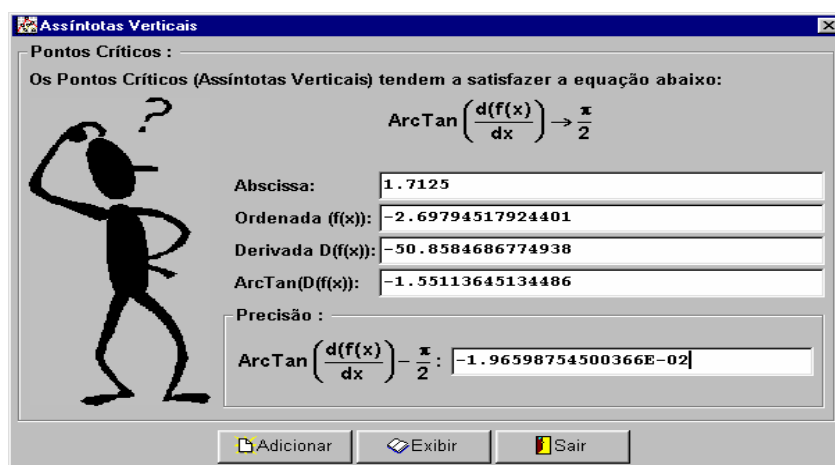 Assíntotas Verticais
Pontos Críticos :
Os Pontos Críticos (Assíntotas Verticais) tendem a satisfazer a equação abaixo:
?
ArcTan(d(f(x)/dx)→π/2
Abscissa: 1.7125
Ordenada (f(x)): -2.69794517924401
Derivada D(f(x)): -50.8584686774938
ArcTan(D(f(x)): -1.55113645134486
Precisão :
ArcTan(d(f(x)/dx)-π/2: -1.96598754500366E-02
Adicionar Exibir Sair